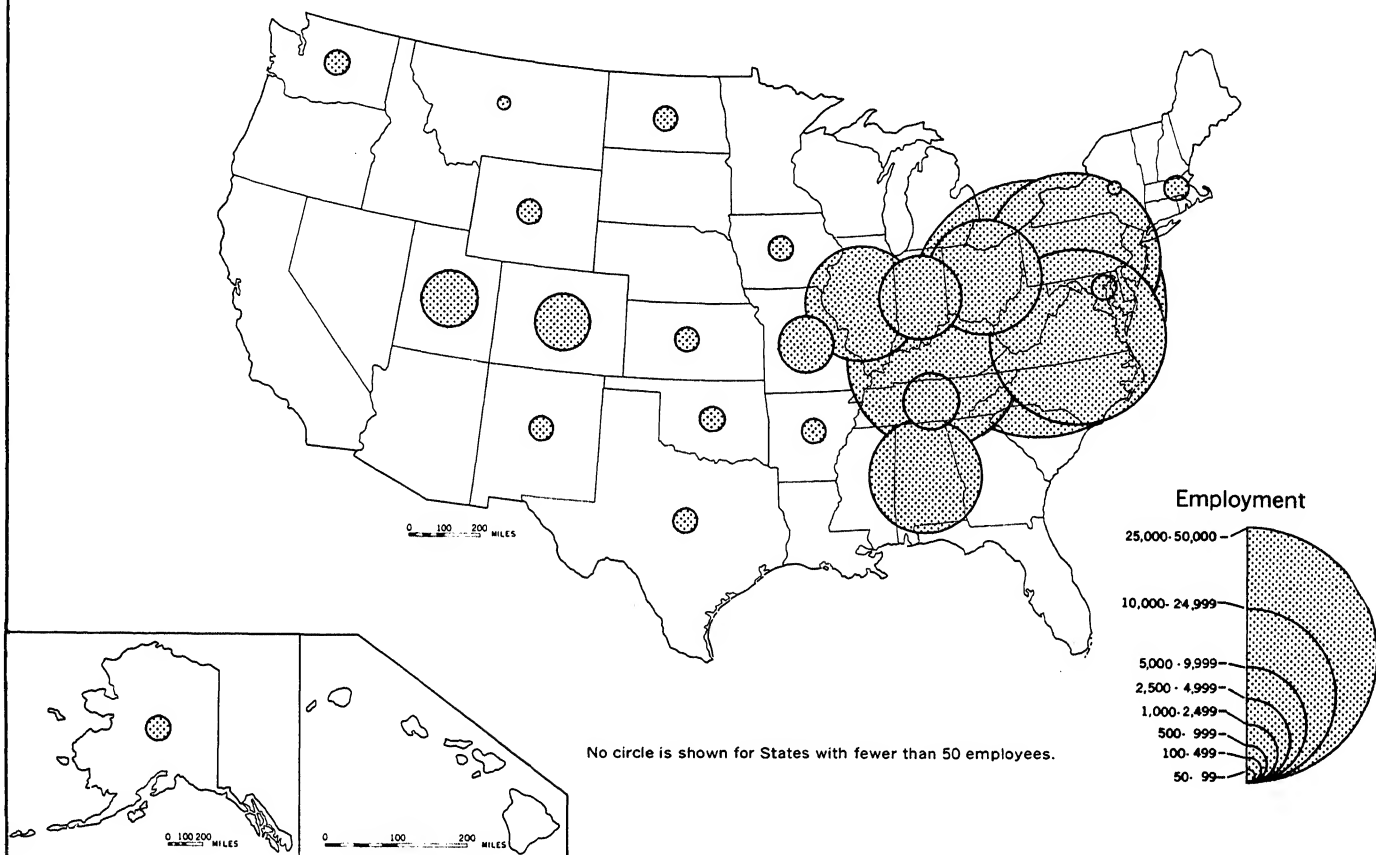 0 100 200 MILES
Employment
25,000-50,000
10,000-24,999
5,000-9,999
2,500-4,999
1,000-2,499
500-999
100-499
50-99
No circle is shown for States with fewer than 50 employees.
0 100 200 MILES
0 100 200 MILES